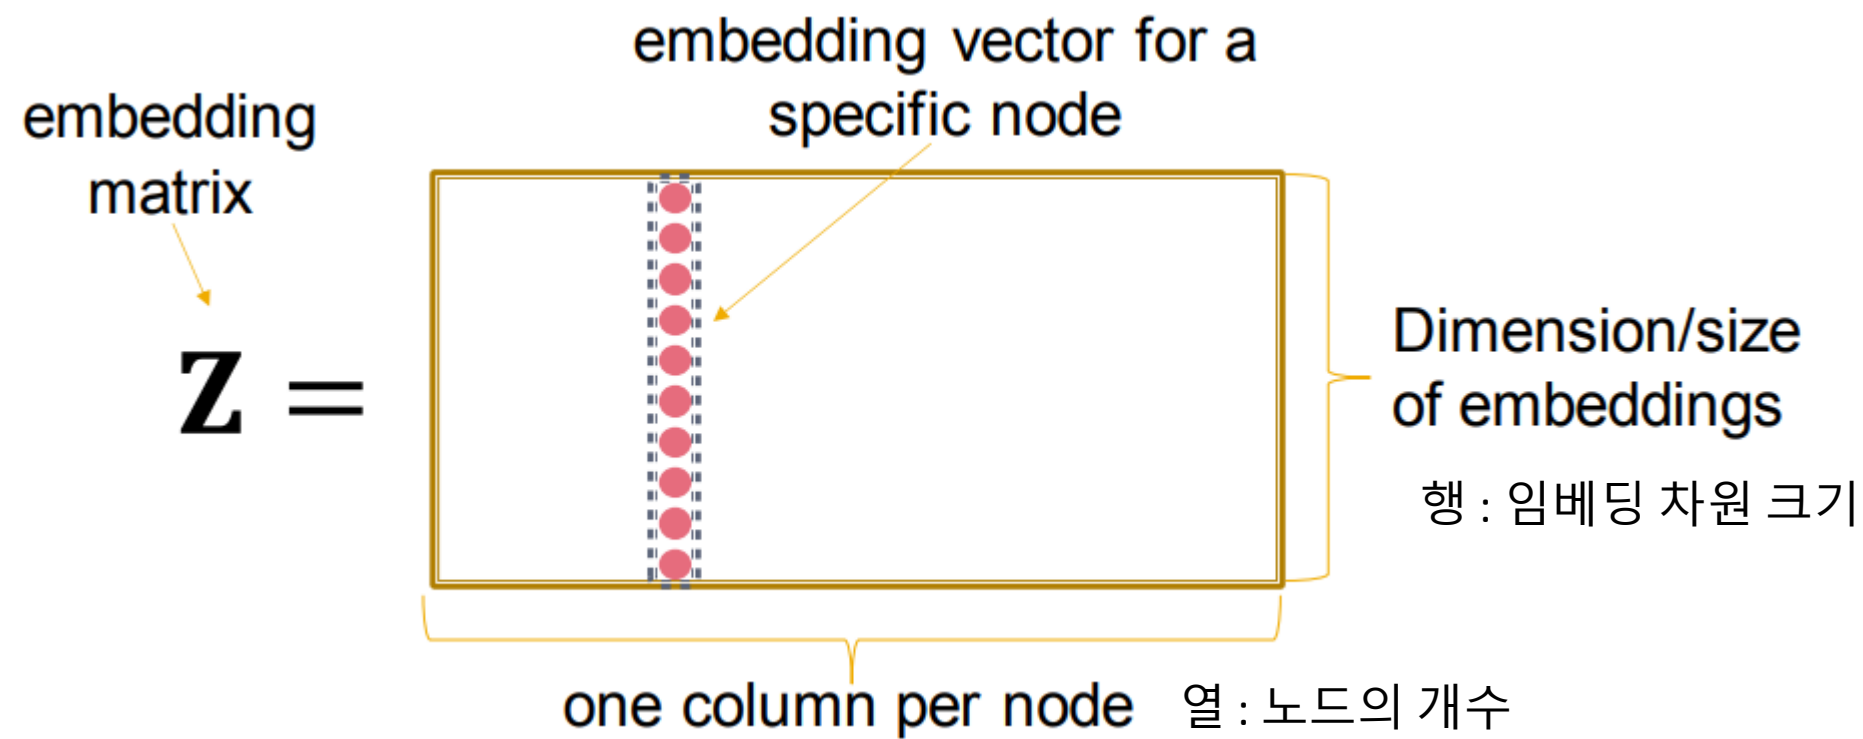 embedding vector for a
specific node
embedding
matrix
Z =
Dimension/size
of embeddings
행 : 임베딩 차원 크기
one column per node
열 : 노드의 개수